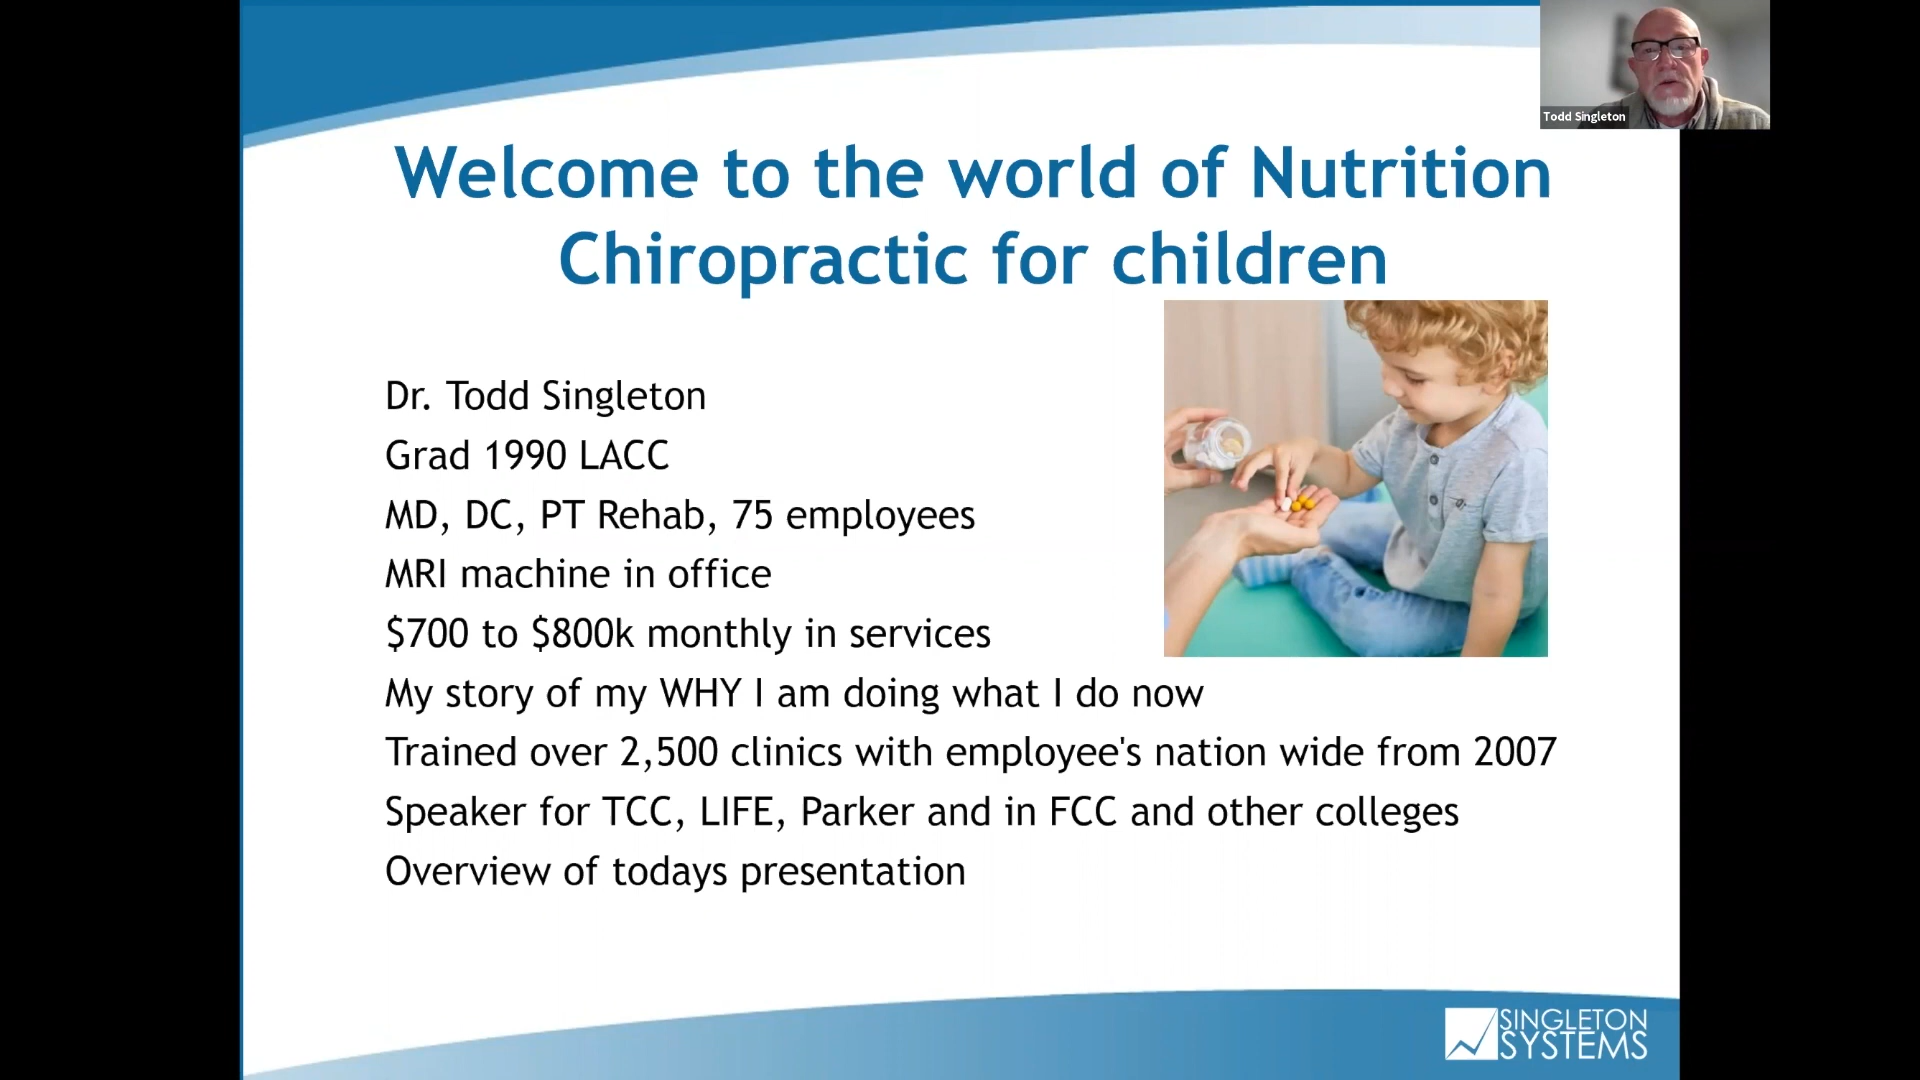 Todd Singleton
Welcome to the world of Nutrition
Chiropractic for children
Dr. Todd Singleton
Grad 1990 LACC
MD, DC, PT Rehab, 75 employees
MRI machine in office
$700 to $800k monthly in services
My story of my WHY I am doing what I do now
Trained over 2,500 clinics with employee's nation wide from 2007
Speaker for TCC, LIFE, Parker and in FCC and other colleges
Overview of todays presentation
SINGLETON
SYSTEMS